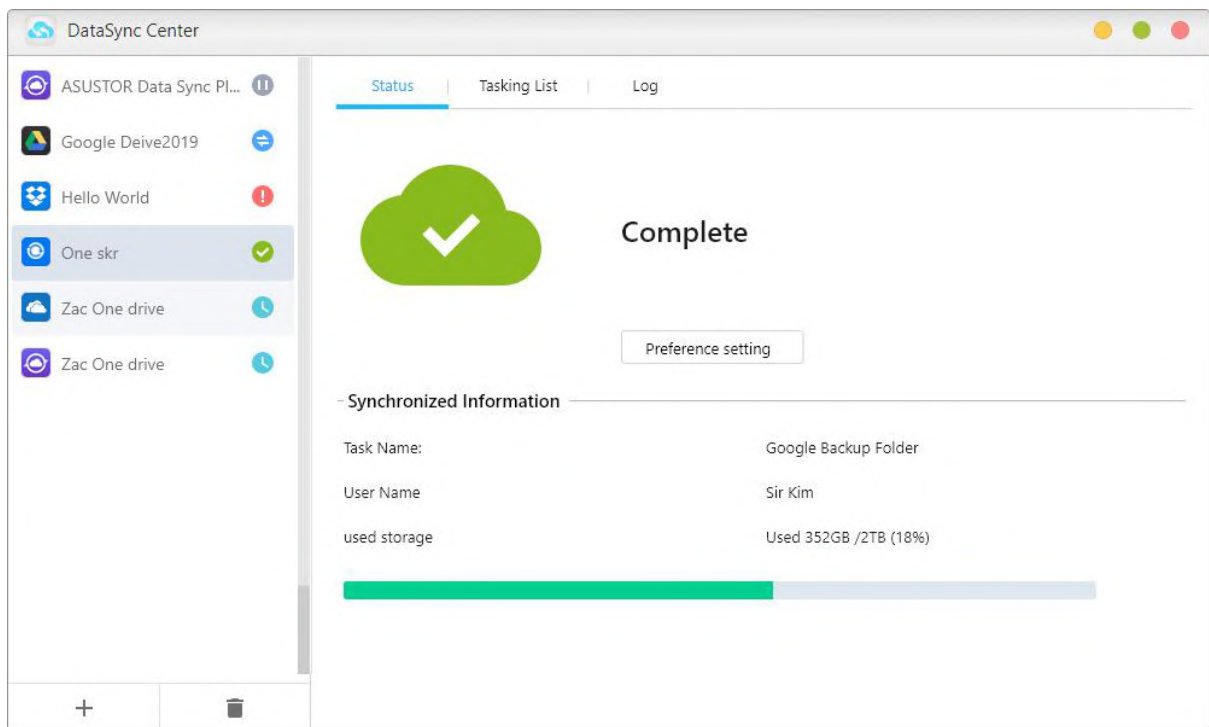 DataSync Center
ASUSTOR Data Sync Pl...
Google Deive2019
Hello World
One skr
Zac One drive
Zac One drive
Status
Tasking List
Log
Complete
Preference setting
Synchronized Information
Task Name: Google Backup Folder
User Name Sir Kim
used storage Used 352GB /2TB (18%)